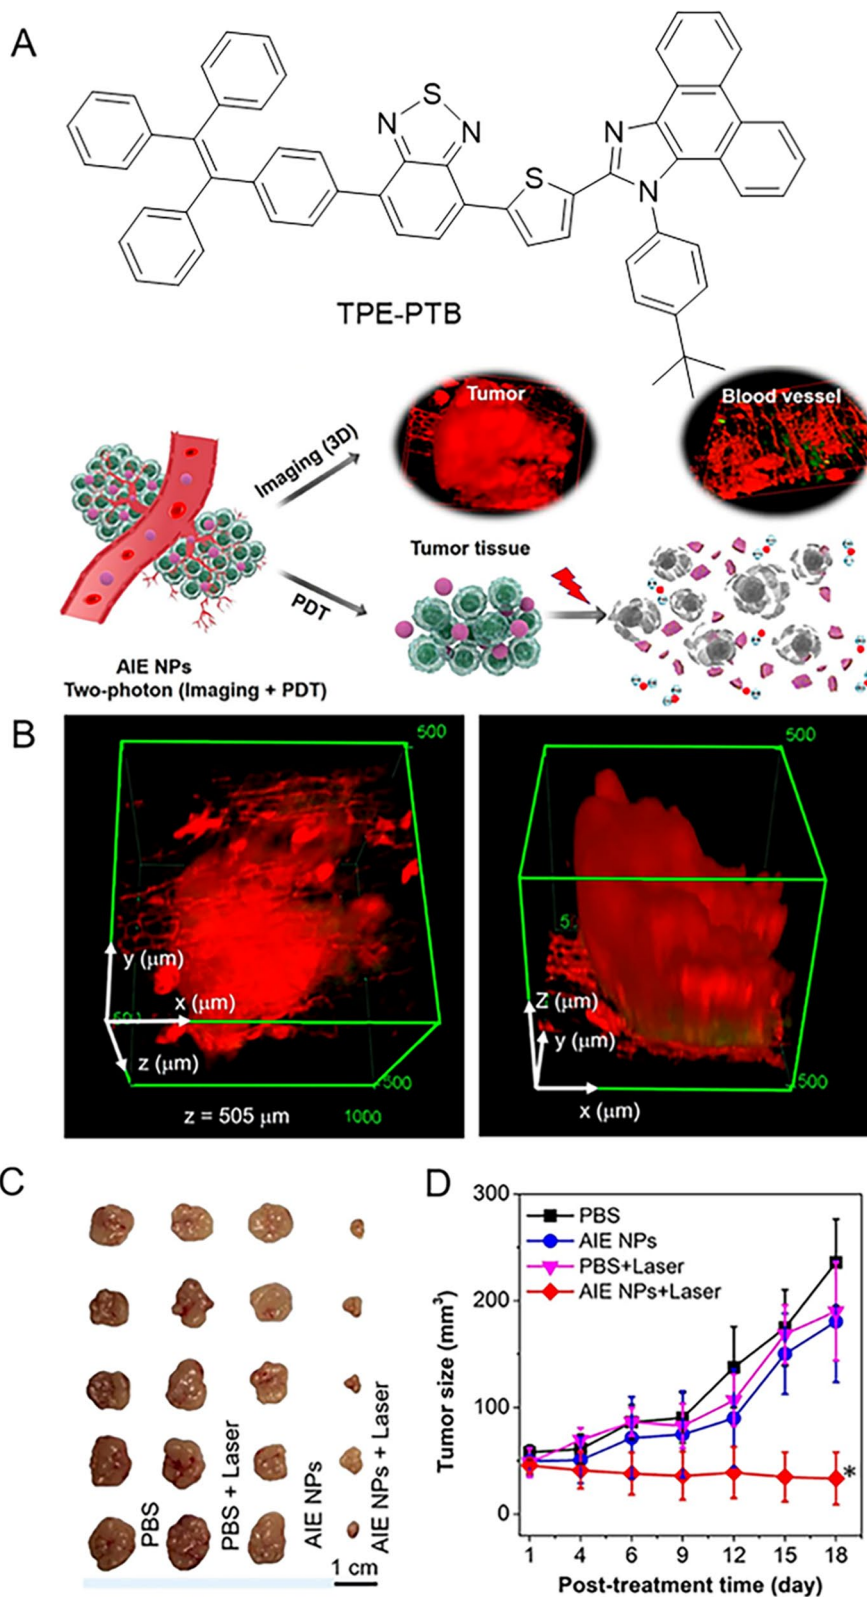 A
S
N
N
N
S
N
TPE-PTB
Imaging (3D)
Tumor
Blood vessel
PDT
Tumor tissue
AIE NPs
Two-photon (Imaging + PDT)
B
500
y (μm)
x (μm)
z (μm)
500
z = 505 μm
1000
500
Z (μm)
y (μm)
x (μm)
500
C
PBS
PBS + Laser
AIE NPs
AIE NPs + Laser
1 cm
D
300
200
100
0
Tumor size (mm³)
PBS
AIE NPs
PBS+Laser
AIE NPs+Laser
*
1 4 6 9 12 15 18
Post-treatment time (day)